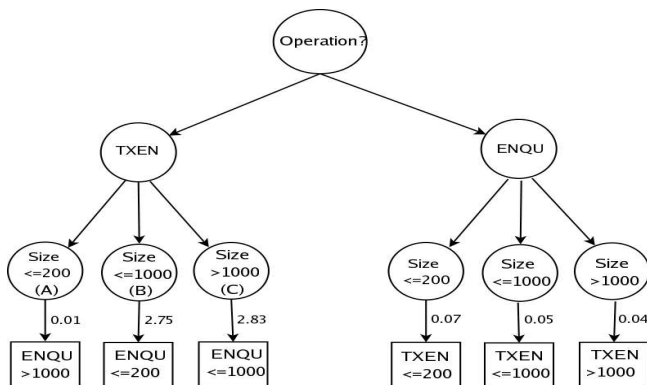 Operation?
TXEN
ENQU
Size
<=200
(A)
Size
<=1000
(B)
Size
>1000
(C)
Size
<=200
Size
<=1000
Size
>1000
0.01
2.75
2.83
0.07
0.05
0.04
ENQU
>1000
ENQU
<=200
ENQU
<=1000
TXEN
<=200
TXEN
<=1000
TXEN
>1000